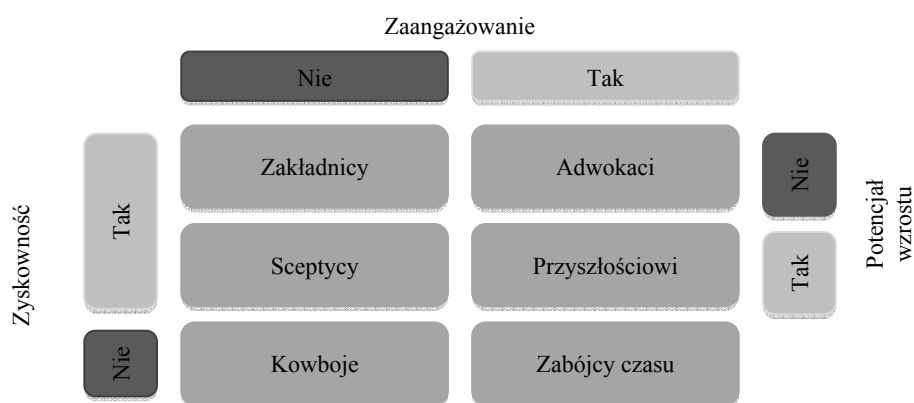 Zaangażowanie
Nie
Tak
Zakładnicy
Adwokaci
Sceptycy
Przyszłościowi
Kowboje
Zabójcy czasu
Zyskowność
Tak
Nie
Nie
Tak
Potencjał
wzrostu